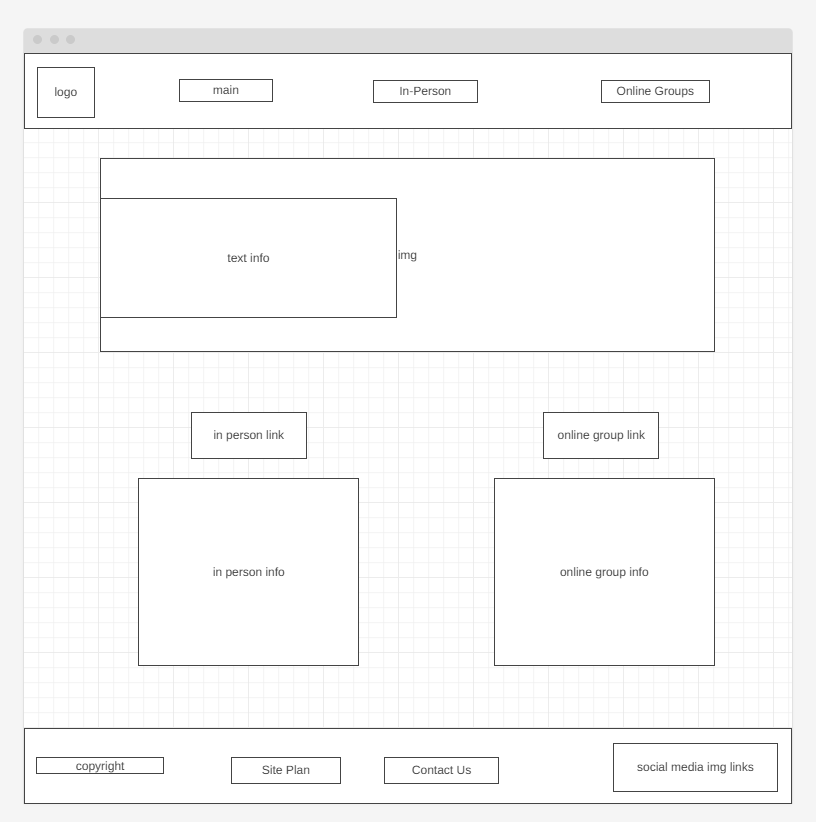 logo
main
In-Person
Online Groups
text info
img
in person link
online group link
in person info
online group info
copyright
Site Plan
Contact Us
social media img links